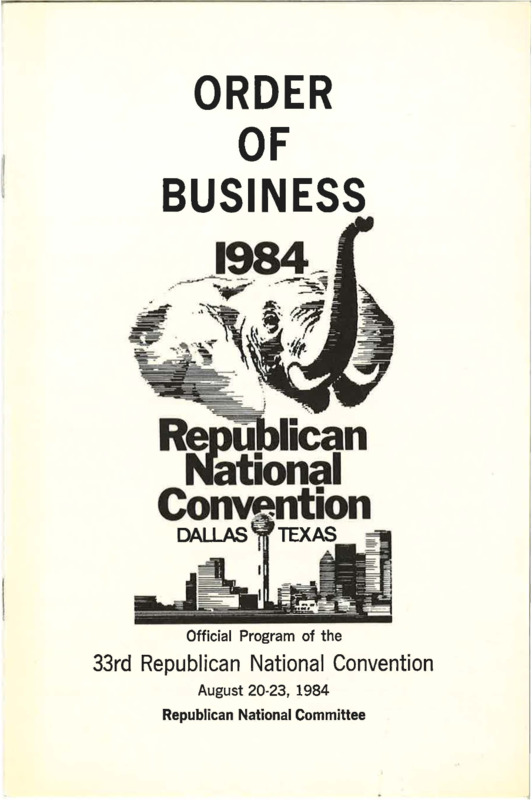 ORDER
OF
BUSINESS
1984
Republican
National
Convention
DALLAS TEXAS
Official Program of the
33rd Republican National Convention
August 20-23, 1984
Republican National Committee